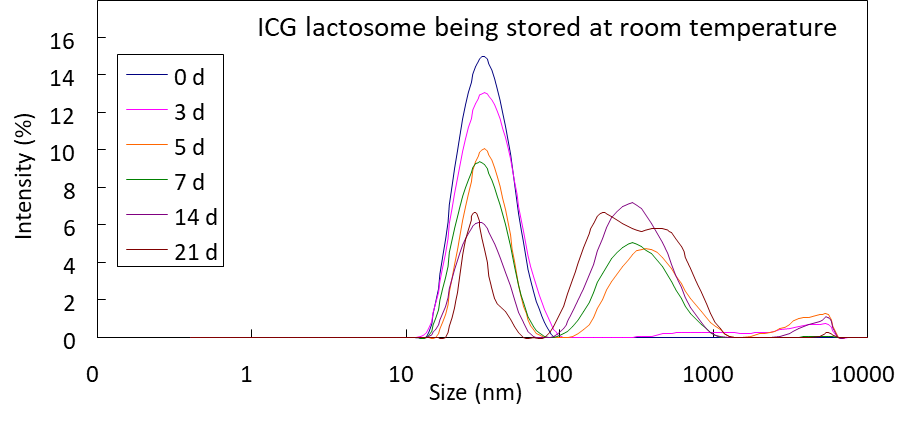 ICG lactosome being stored at room temperature
16
14
12
10
8
6
4
2
0
Intensity (%)
0 d
3 d
5 d
7 d
14 d
21 d
0 1 10 100 1000 10000
Size (nm)